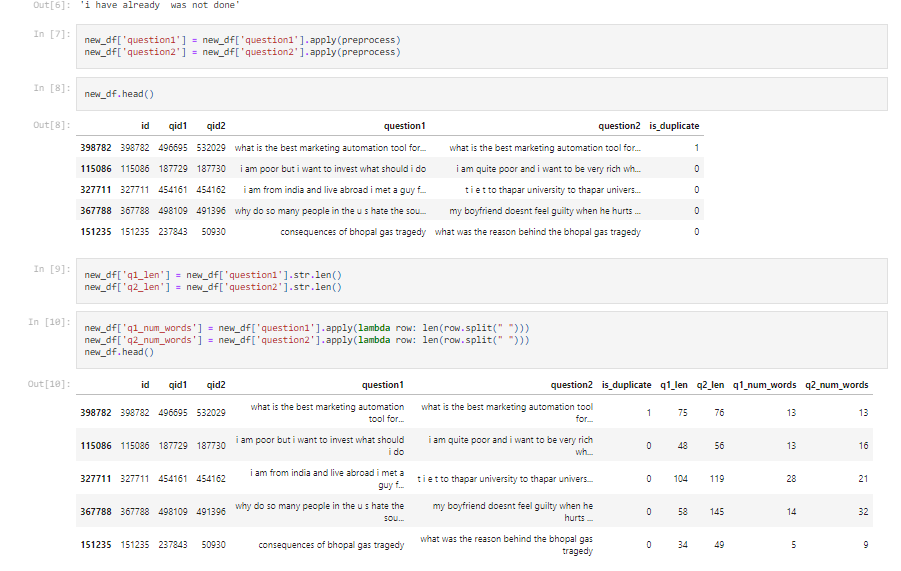 Out[6]: 'i have already  was not done'
In [7]: new_df['question1'] = new_df['question1'].apply(preprocess)
new_df['question2'] = new_df['question2'].apply(preprocess)
In [8]: new_df.head()
Out[8]: id qid1 qid2 question1 question2 is_duplicate
398782 398782 496695 532029 what is the best marketing automation tool for... what is the best marketing automation tool for... 1
115086 115086 187729 187730 i am poor but i want to invest what should i do i am quite poor and i want to be very rich wh... 0
327711 327711 454161 454162 i am from india and live abroad i met a guy f... t i e t to thapar university to thapar univers... 0
367788 367788 498109 491396 why do so many people in the u s hate the sou... my boyfriend doesnt feel guilty when he hurts ... 0
151235 151235 237843 50930 consequences of bhopal gas tragedy what was the reason behind the bhopal gas tragedy 0
In [9]: new_df['q1_len'] = new_df['question1'].str.len()
new_df['q2_len'] = new_df['question2'].str.len()
In [10]: new_df['q1_num_words'] = new_df['question1'].apply(lambda row: len(row.split(" ")))
new_df['q2_num_words'] = new_df['question2'].apply(lambda row: len(row.split(" ")))
new_df.head()
Out[10]: id qid1 qid2 question1 question2 is_duplicate q1_len q2_len q1_num_words q2_num_words
what is the best marketing automation what is the best marketing automation tool
398782 398782 496695 532029 1 75 76 13 13
tool for... for...
i am poor but i want to invest what should i am quite poor and i want to be very rich
115086 115086 187729 187730 0 48 56 13 16
i do wh...
i am from india and live abroad i met a
327711 327711 454161 454162 t i e t to thapar university to thapar univers... 0 104 119 28 21
guy f...
why do so many people in the u s hate the my boyfriend doesnt feel guilty when he
367788 367788 498109 491396 0 58 145 14 32
sou... hurts ...
what was the reason behind the bhopal gas
151235 151235 237843 50930 consequences of bhopal gas tragedy 0 34 49 5 9
tragedy